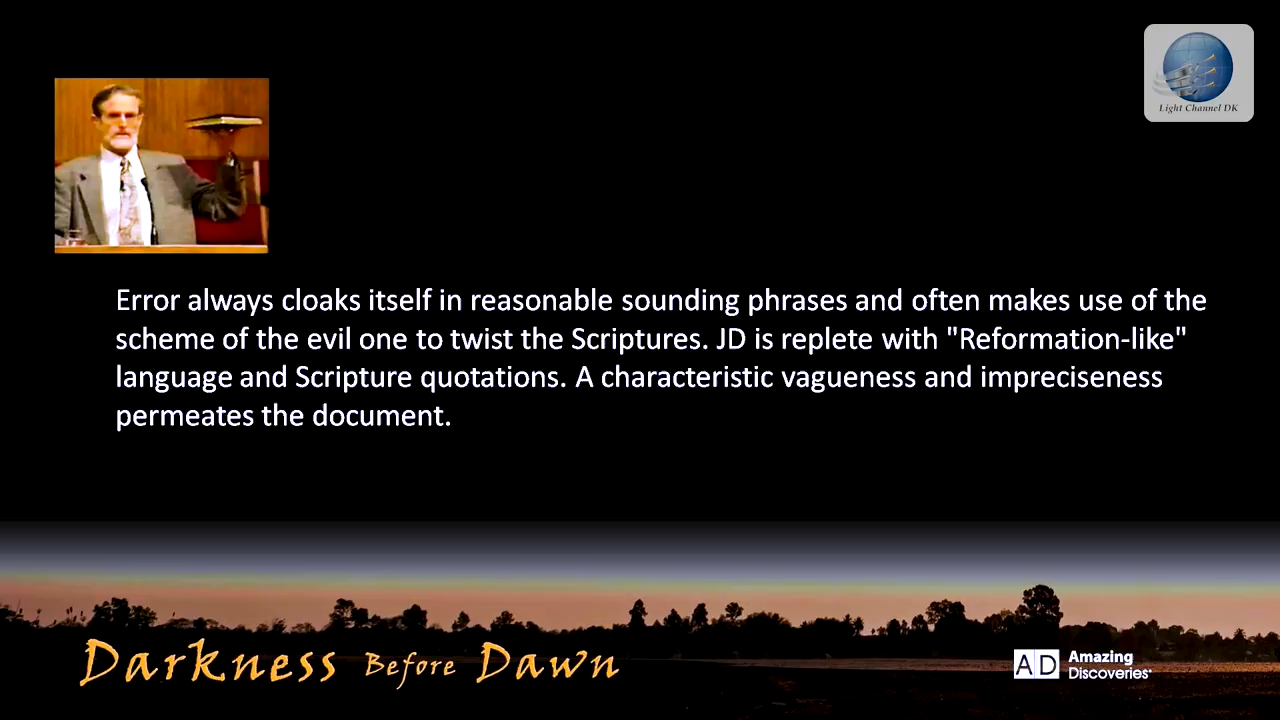 Light Channel DK
Error always cloaks itself in reasonable sounding phrases and often makes use of the
scheme of the evil one to twist the Scriptures. JD is replete with "Reformation-like"
language and Scripture quotations. A characteristic vagueness and impreciseness
permeates the document.
Darkness Before Dawn
AD Amazing
Discoveries